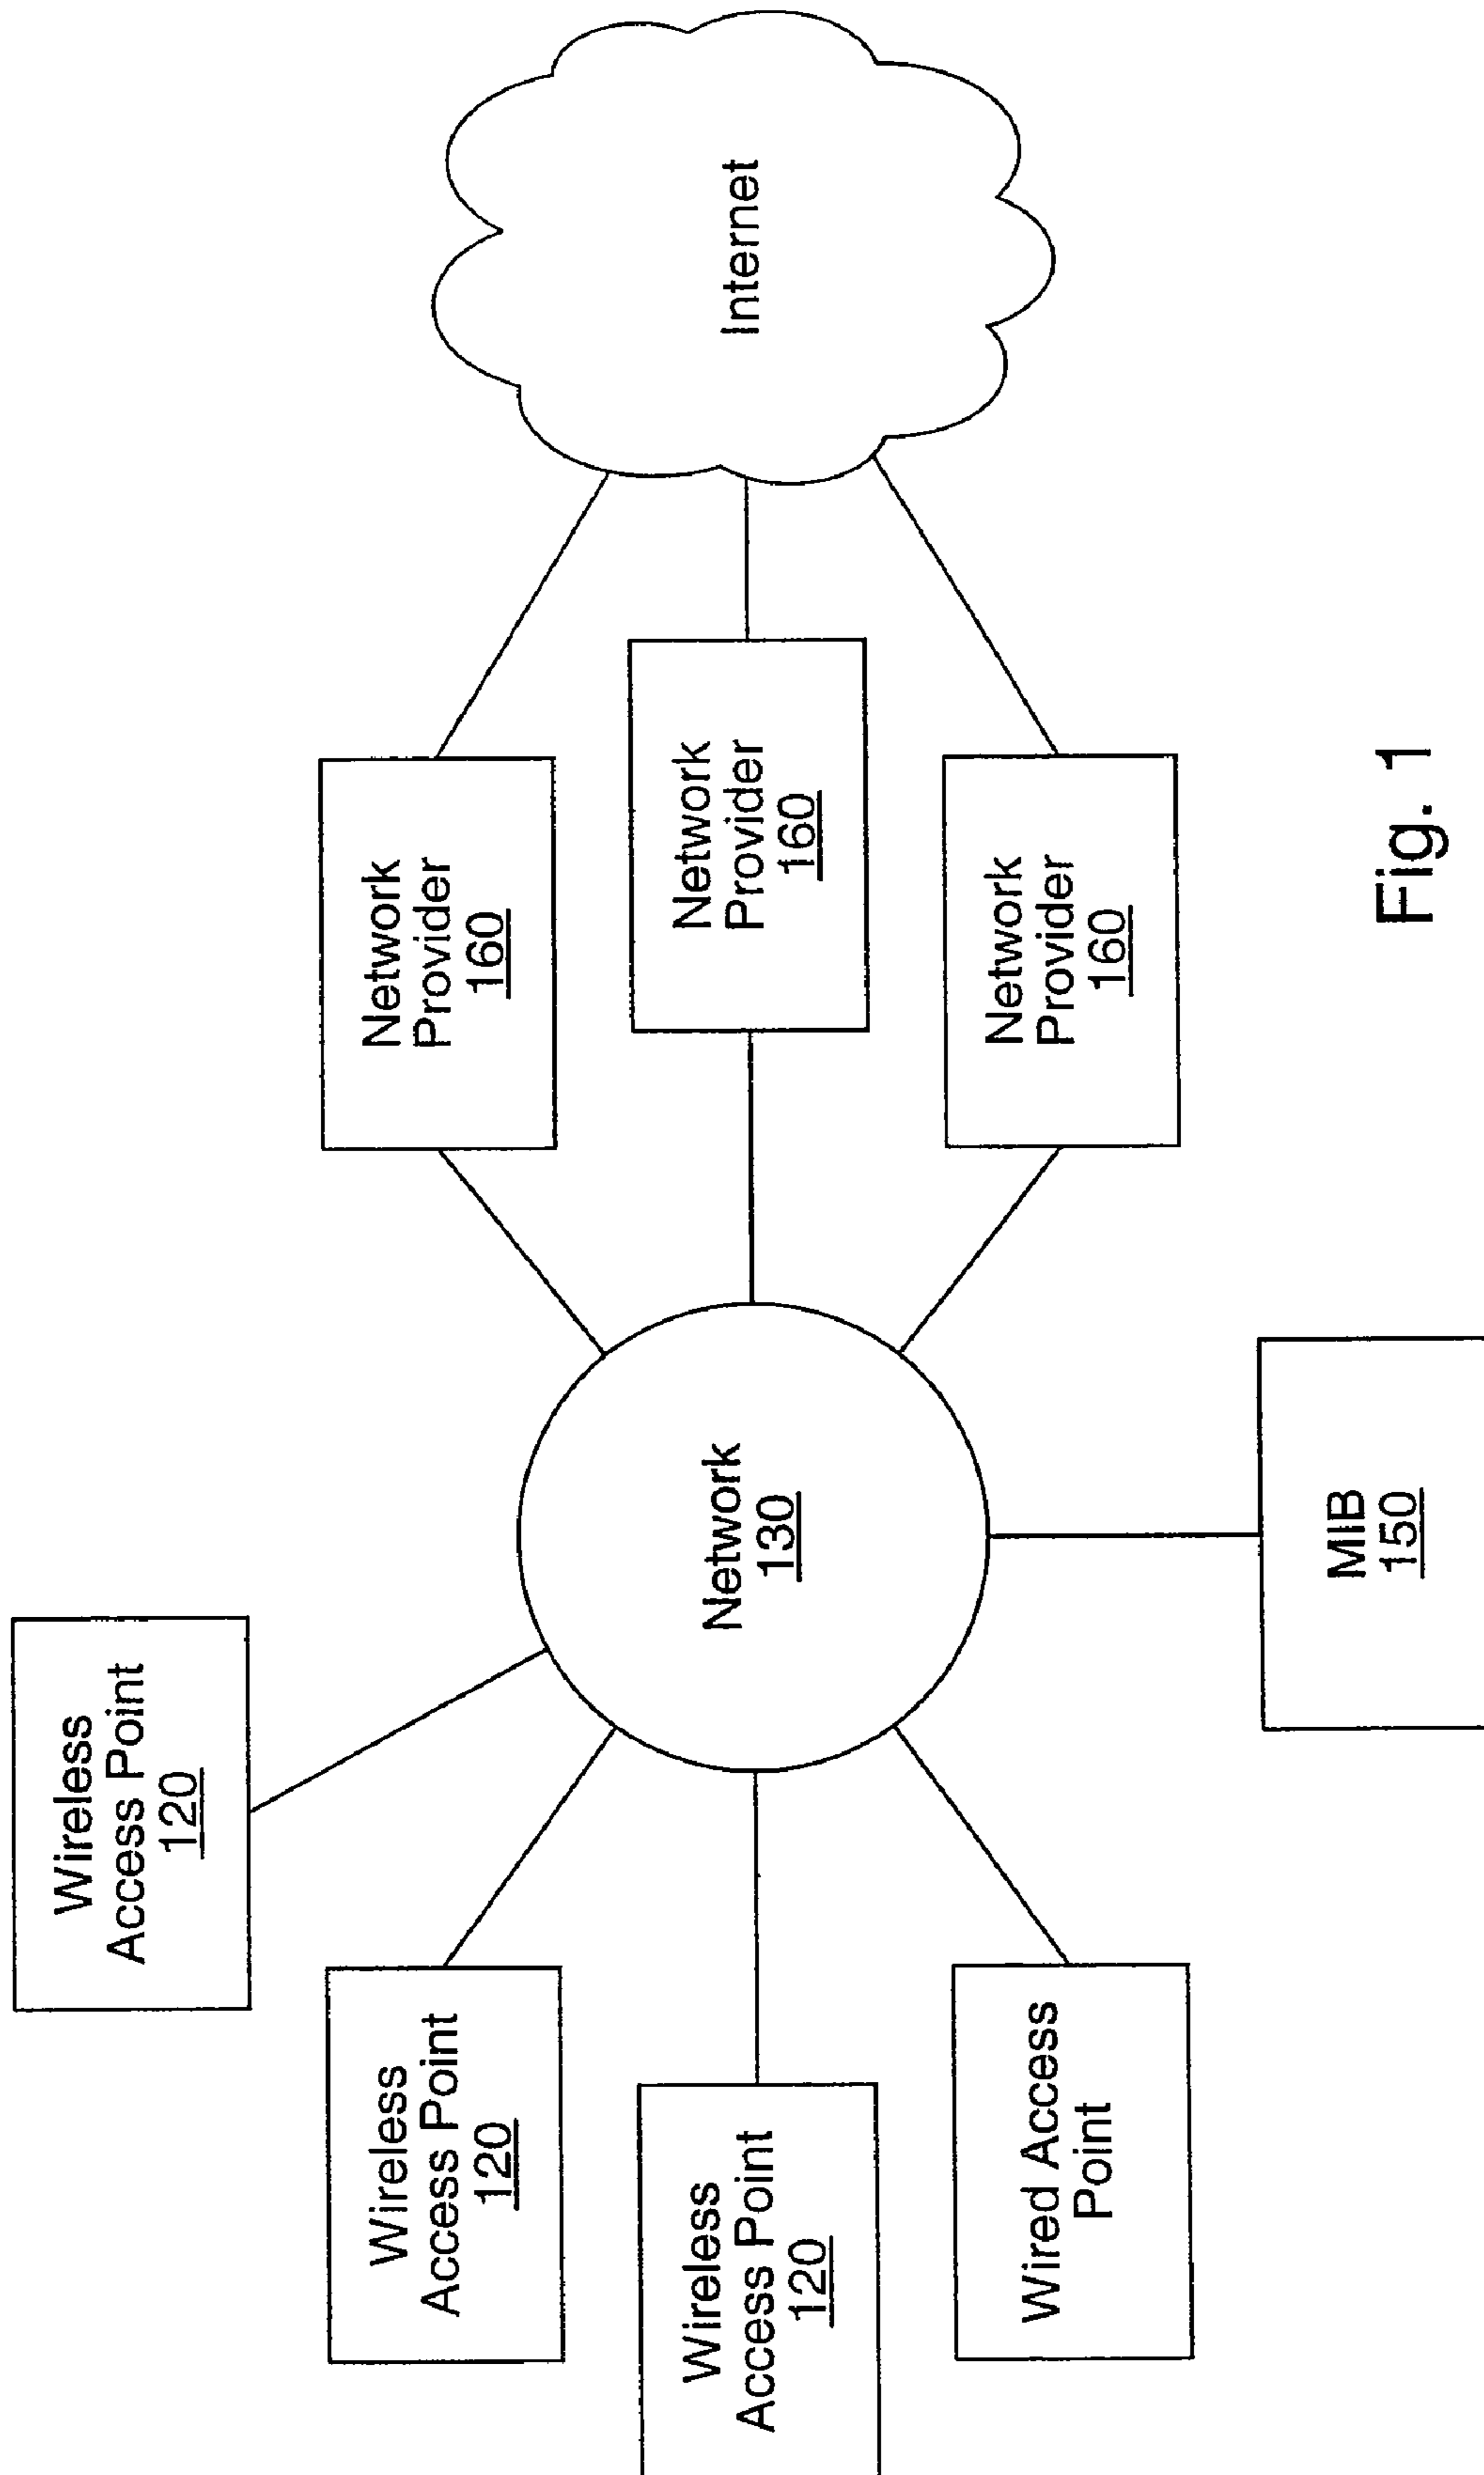 Wireless
Access Point
120
Wireless
Access Point
120
Wireless
Access Point
120
Wired Access
Point
Network
130
MIB
150
Network
Provider
160
Network
Provider
160
Network
Provider
160
Internet
Fig. 1